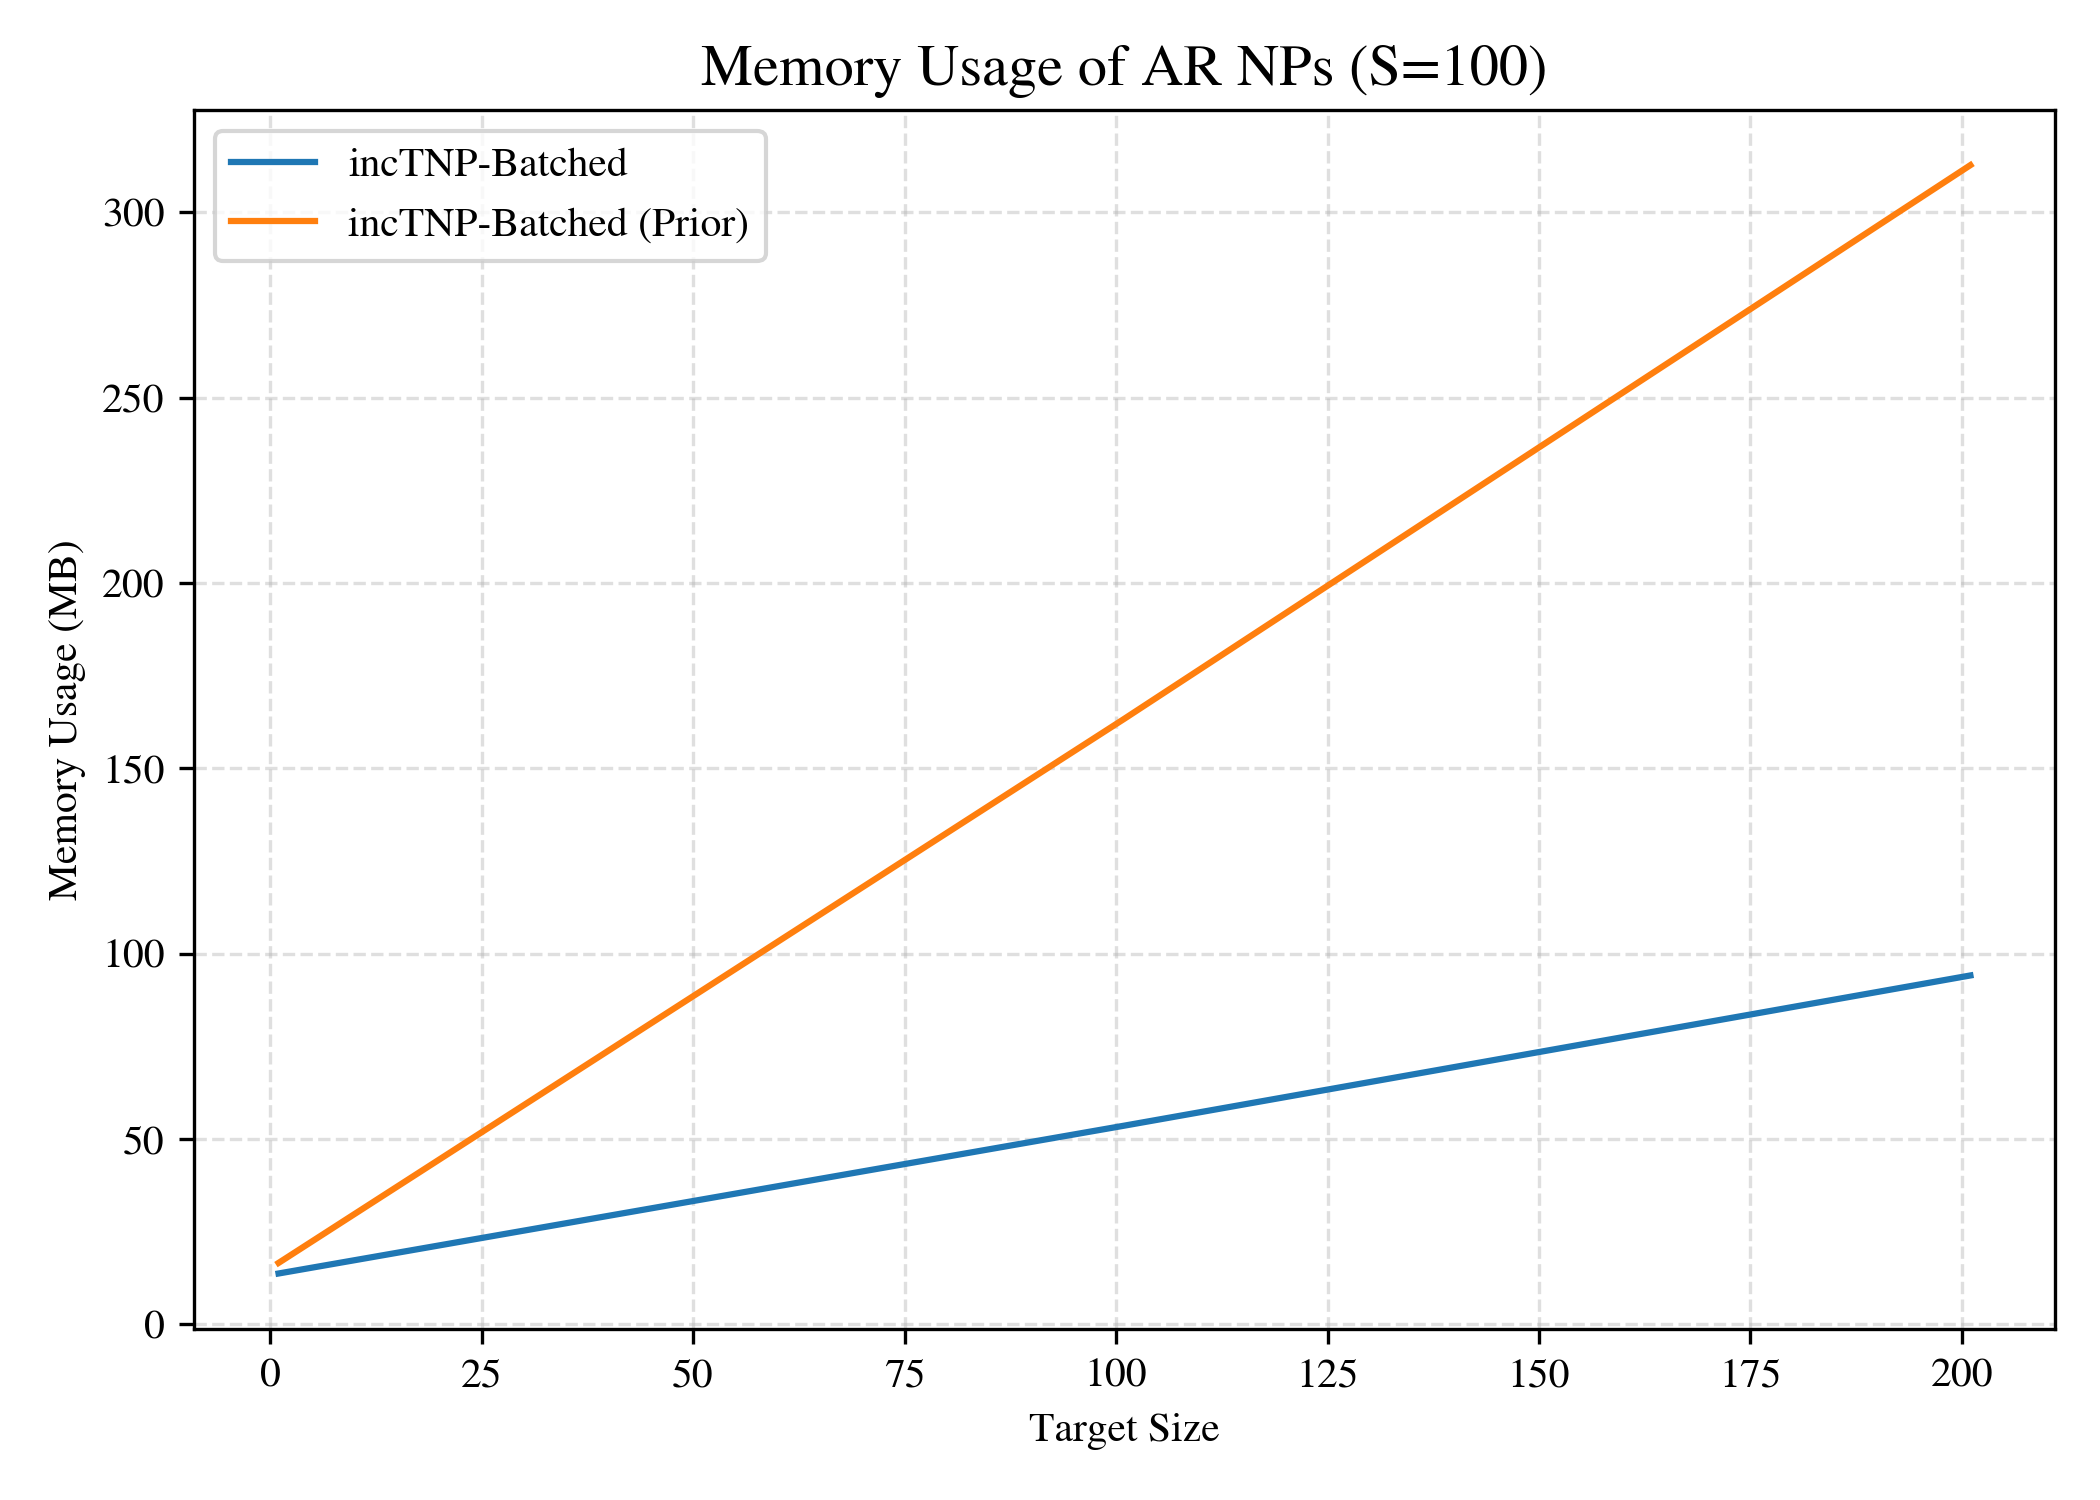 Memory Usage of AR NPs (S=100)
incTNP-Batched
incTNP-Batched (Prior)
Memory Usage (MB)
300
250
200
150
100
50
0
0 25 50 75 100 125 150 175 200
Target Size